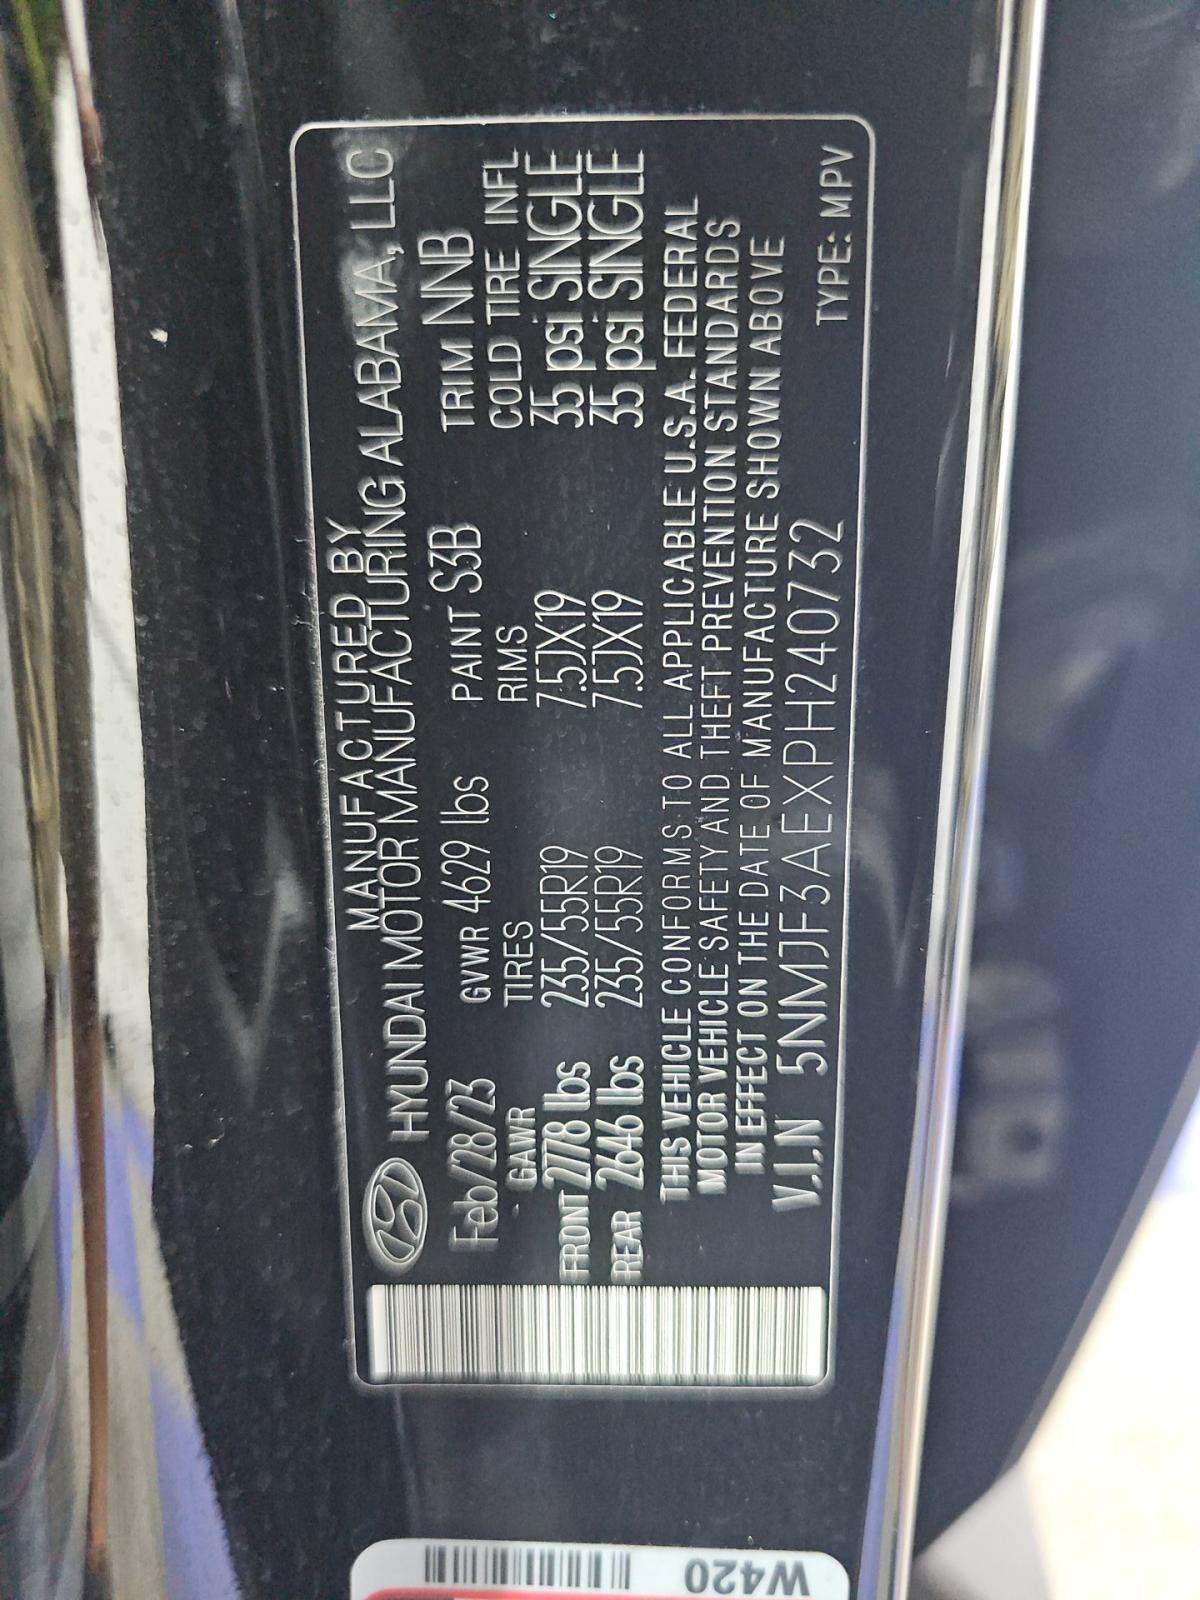 MANUFACTURED BY
HYUNDAI MOTOR MANUFACTURING ALABAMA, LLC
Feb/28/23 GVWR 4629 lbs PAINT S3B TRIM NNB
GAWR TIRES RIMS COLD TIRE INFL
FRONT 2778 lbs 235/55R19 7.5JX19 35 psi SINGLE
REAR 2646 lbs 235/55R19 7.5JX19 35 psi SINGLE
THIS VEHICLE CONFORMS TO ALL APPLICABLE U.S.A. FEDERAL
MOTOR VEHICLE SAFETY AND THEFT PREVENTION STANDARDS
IN EFFECT ON THE DATE OF MANUFACTURE SHOWN ABOVE
V.I.N 5NMJF3AEXPH240732
TYPE: MPV
W420